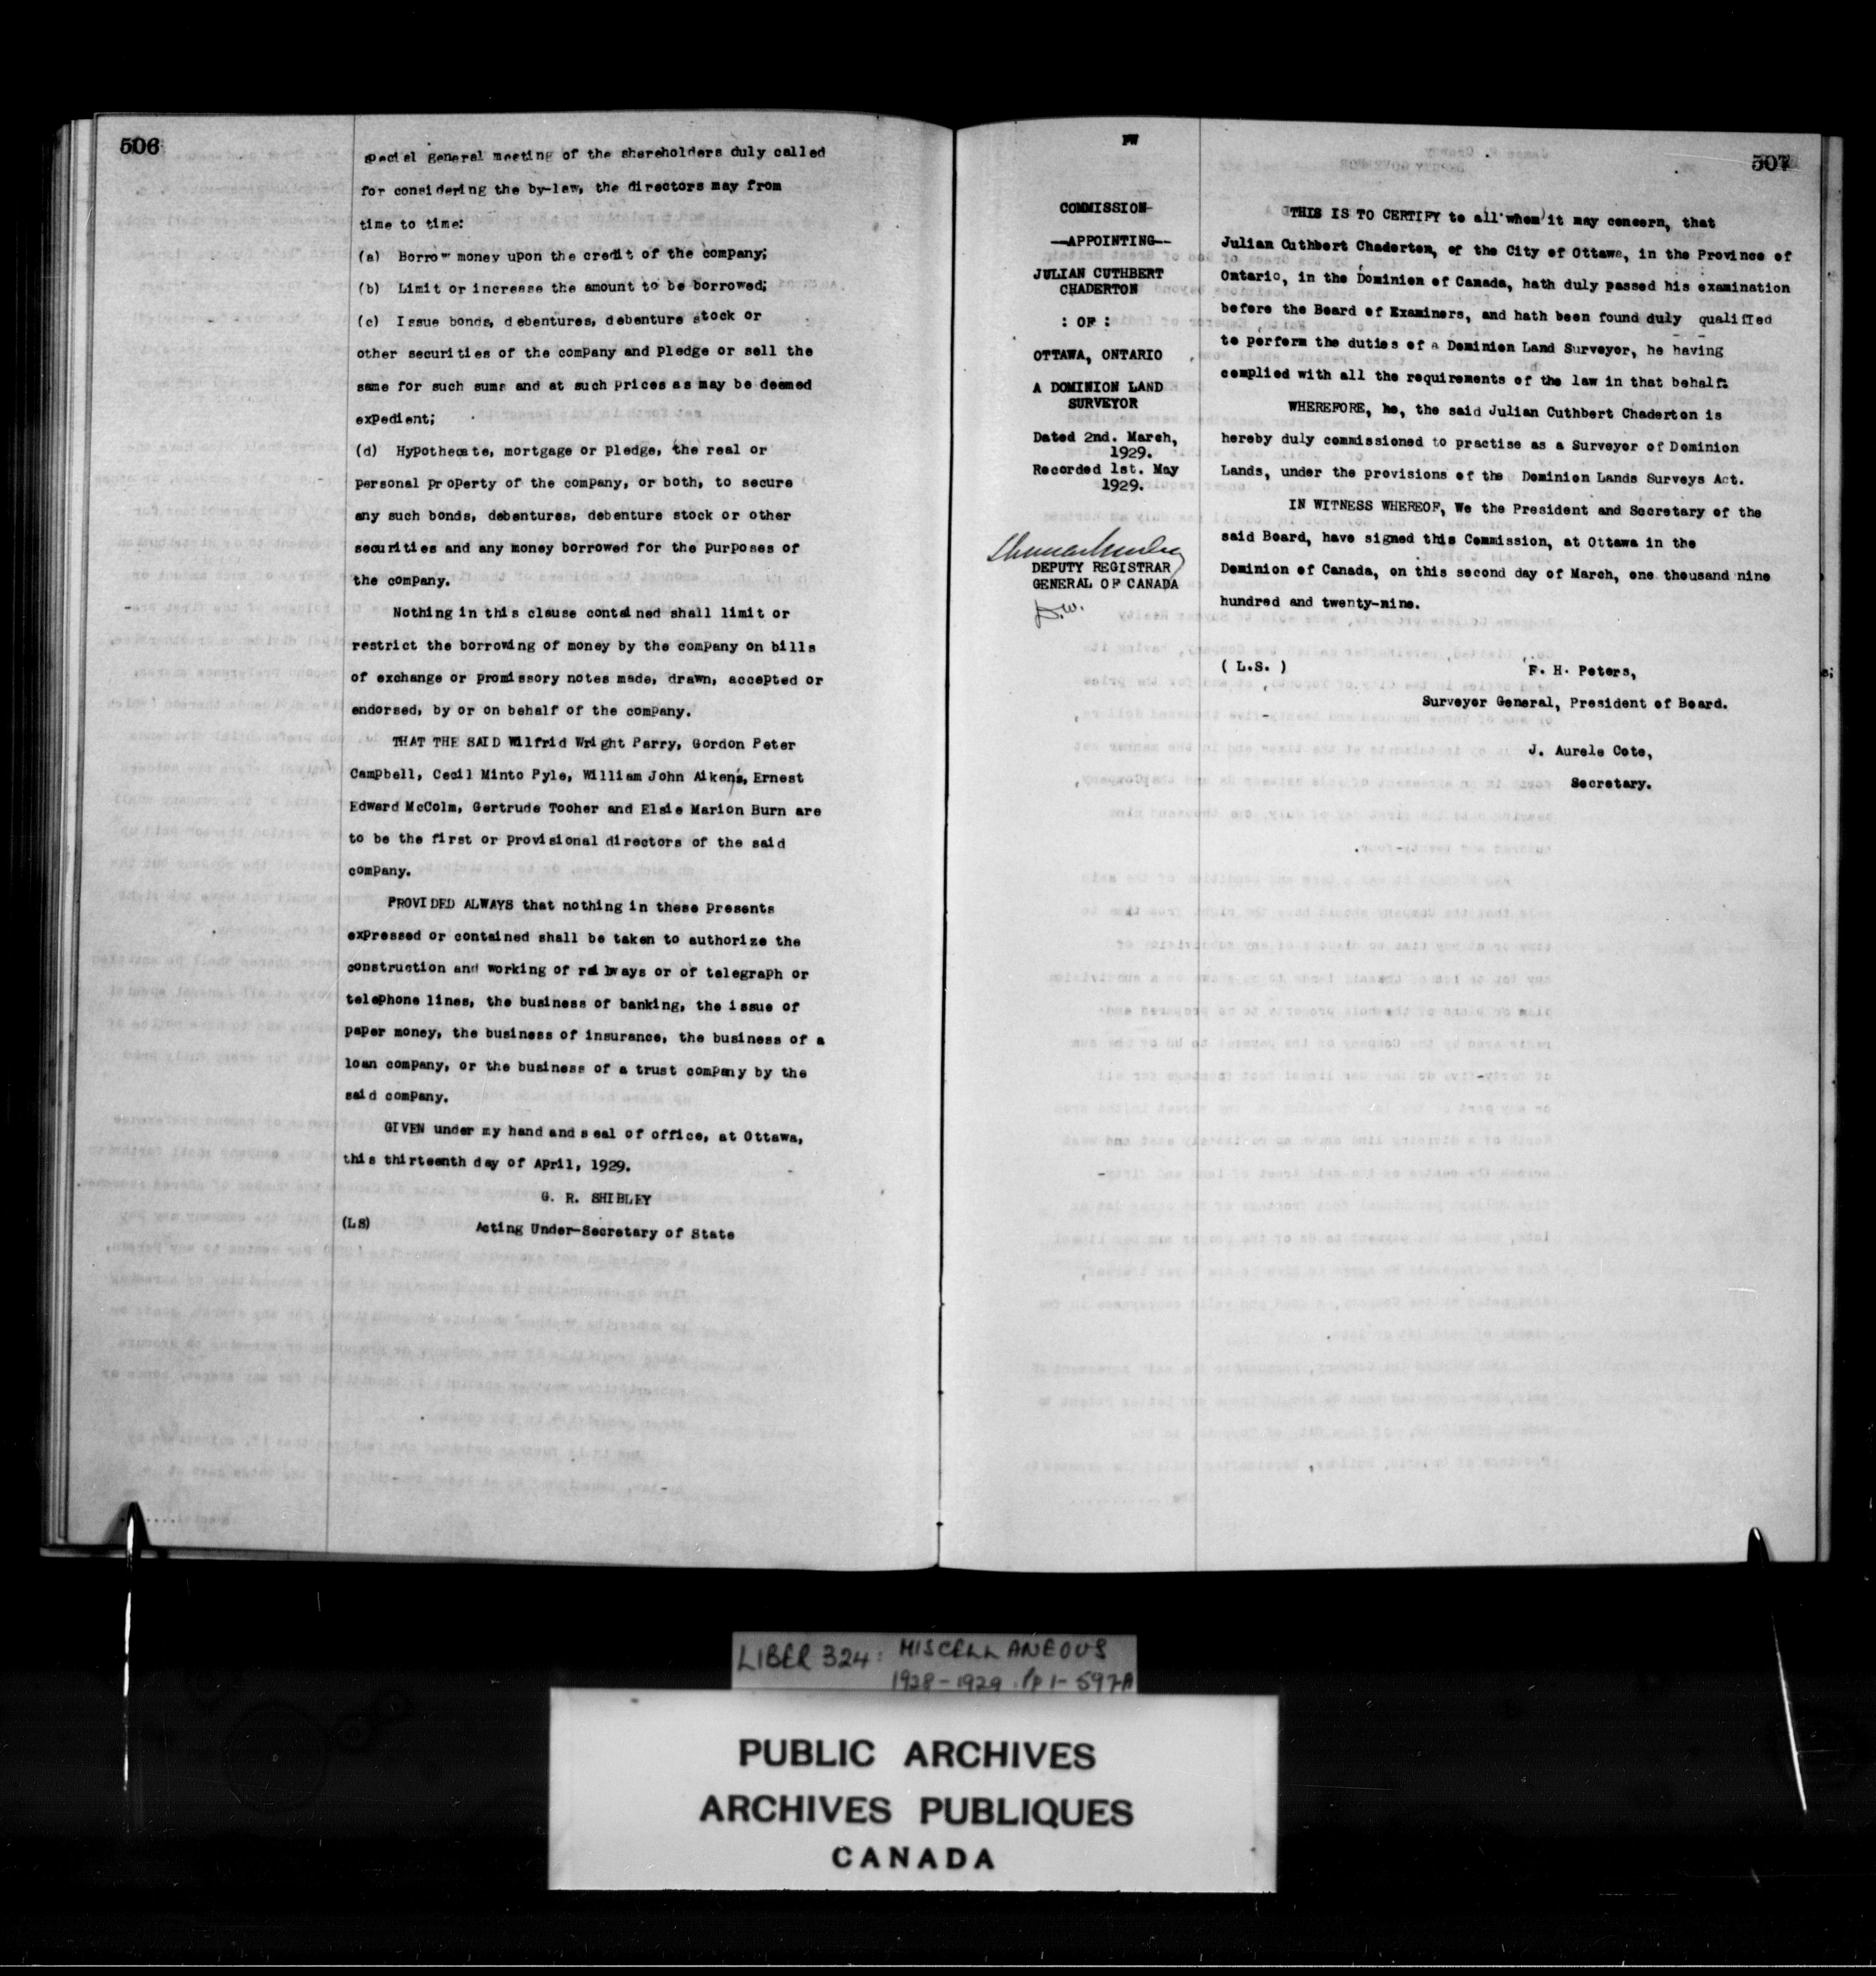 506
special general meeting of the shareholders duly called
for considering the by-law, the directors may from
time to time:
(a) Borrow money upon the credit of the company;
(b) Limit or increase the amount to be borrowed;
(c) Issue bonds, debentures, debenture stock or
other securities of the company and pledge or sell the
same for such sums and at such prices as may be deemed
expedient;
(d) Hypothecate, mortgage or pledge, the real or
personal property of the company, or both, to secure
any such bonds, debentures, debenture stock or other
securities and any money borrowed for the purposes of
the company.
Nothing in this clause contained shall limit or
restrict the borrowing of money by the company on bills
of exchange or promissory notes made, drawn, accepted or
endorsed, by or on behalf of the company.
THAT THE SAID Wilfrid Wright Parry, Gordon Peter
Campbell, Cecil Minto Pyle, William John Aikens, Ernest
Edward McColm, Gertrude Tooher and Elsie Marion Burn are
to be the first or provisional directors of the said
company.
PROVIDED ALWAYS that nothing in these presents
expressed or contained shall be taken to authorize the
construction and working of railways or of telegraph or
telephone lines, the business of banking, the issue of
paper money, the business of insurance, the business of a
loan company, or the business of a trust company by the
said company.
GIVEN under my hand and seal of office, at Ottawa,
this thirteenth day of April, 1929.
G. R. SHIBLEY
(LS) Acting Under-Secretary of State
PW
507
COMMISSION
—APPOINTING—
JULIAN CUTHBERT
CHADERTON
: OF :
OTTAWA, ONTARIO
A DOMINION LAND
SURVEYOR
Dated 2nd. March,
1929.
Recorded 1st. May
1929.
DEPUTY REGISTRAR
GENERAL OF CANADA
THIS IS TO CERTIFY to all whom it may concern, that
Julian Cuthbert Chaderton, of the City of Ottawa, in the Province of
Ontario, in the Dominion of Canada, hath duly passed his examination
before the Board of Examiners, and hath been found duly qualified
to perform the duties of a Dominion Land Surveyor, he having
complied with all the requirements of the law in that behalf.
WHEREFORE, he, the said Julian Cuthbert Chaderton is
hereby duly commissioned to practise as a Surveyor of Dominion
Lands, under the provisions of the Dominion Lands Surveys Act.
IN WITNESS WHEREOF, We the President and Secretary of the
said Board, have signed this Commission, at Ottawa in the
Dominion of Canada, on this second day of March, one thousand nine
hundred and twenty-nine.
( L.S. ) F. H. Peters,
Surveyor General, President of Board.
J. Aurele Cote,
Secretary.
LIBER 324: MISCELLANEOUS
1928-1929 . Pp 1-597A
PUBLIC ARCHIVES
ARCHIVES PUBLIQUES
CANADA